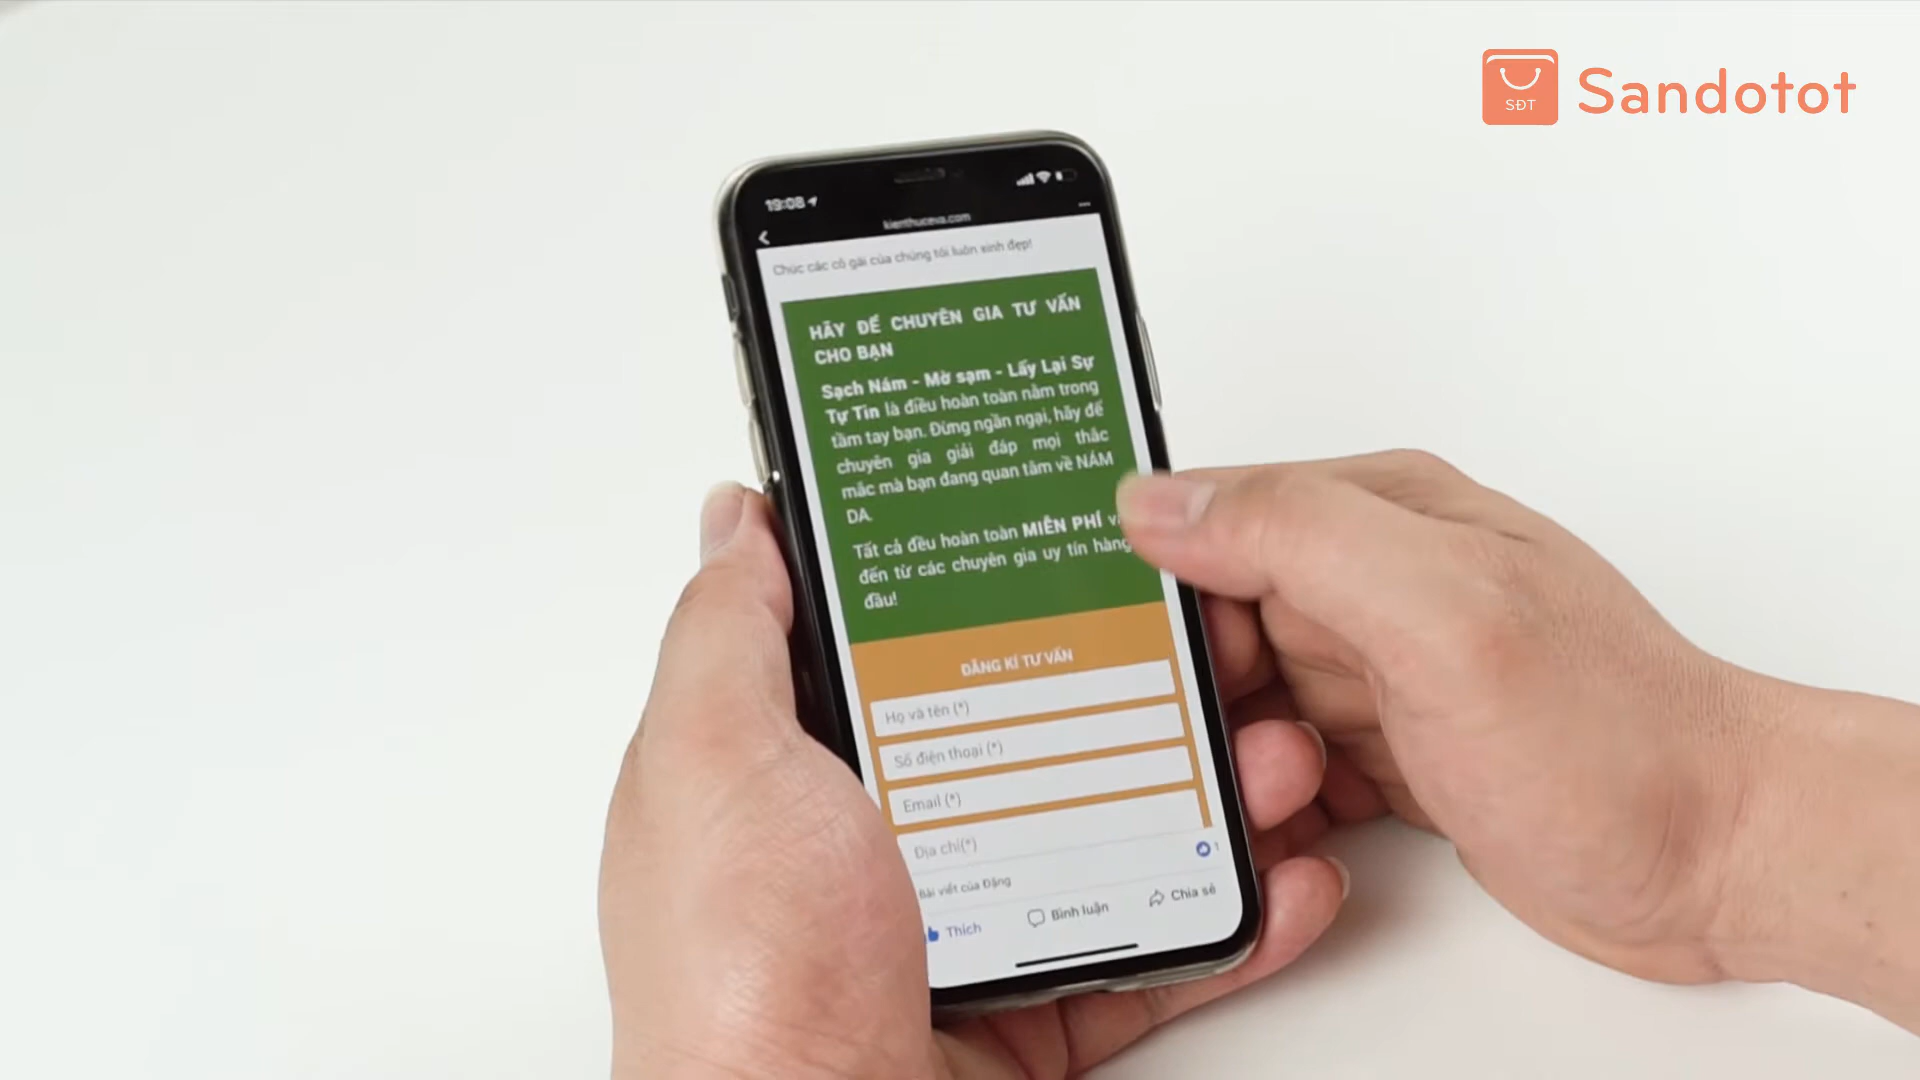 SĐT Sandotot
19:08
kienthuceva.com
Chúc các cô gái của chúng tôi luôn xinh đẹp!
HÃY ĐỂ CHUYÊN GIA TƯ VẤN
CHO BẠN
Sạch Nám - Mờ sạm - Lấy Lại Sự
Tự Tin là điều hoàn toàn nằm trong
tầm tay bạn. Đừng ngần ngại, hãy để
chuyên gia giải đáp mọi thắc
mắc mà bạn đang quan tâm về NÁM
DA.
Tất cả đều hoàn toàn MIỄN PHÍ
đến từ các chuyên gia uy tín hàng
đầu!
ĐĂNG KÍ TƯ VẤN
Họ và tên (*)
Số điện thoại (*)
Email (*)
Địa chỉ(*)
1
Bài viết của Đặng
Thích Bình luận Chia sẻ